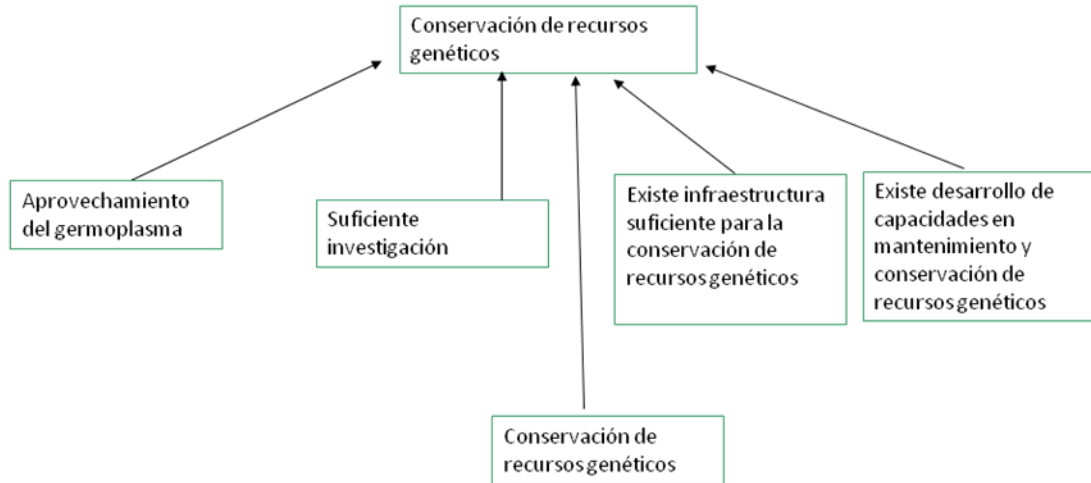 Conservación de recursos
genéticos
Aprovechamiento
del germoplasma
Suficiente
investigación
Existe infraestructura
suficiente para la
conservación de
recursos genéticos
Existe desarrollo de
capacidades en
mantenimiento y
conservación de
recursos genéticos
Conservación de
recursos genéticos